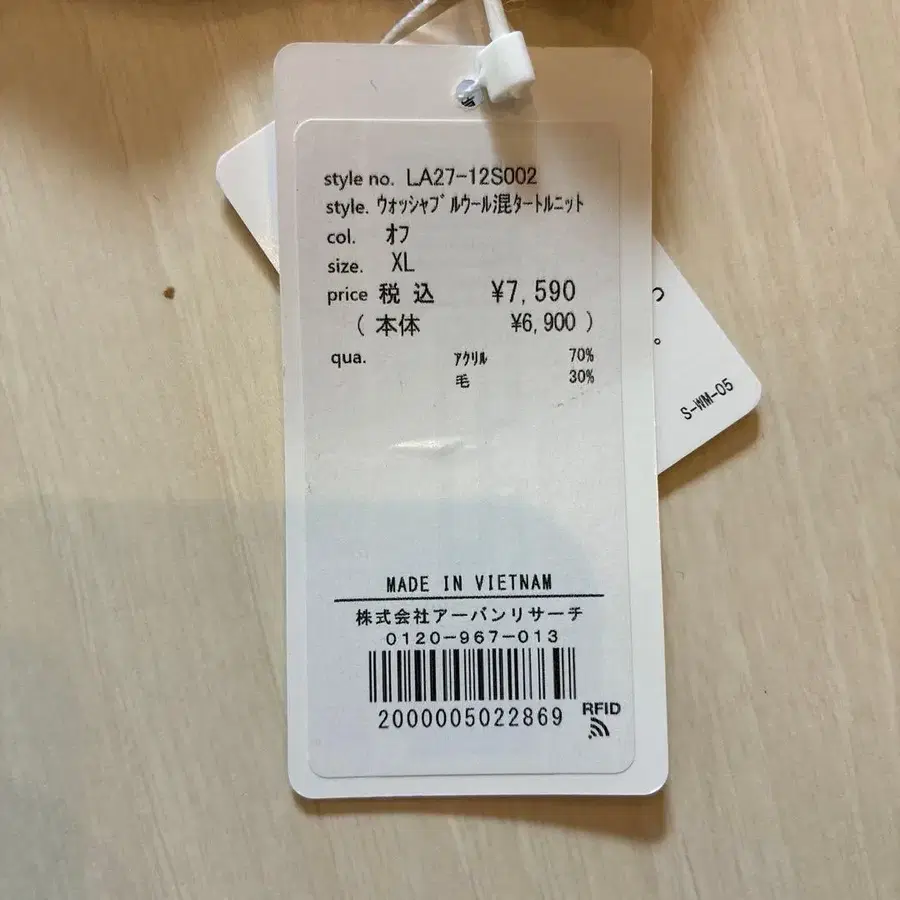 style no. LA27-12S002
style. ｳｫｯｼｬﾌﾞﾙｳｰﾙ混ﾀｰﾄﾙﾆｯﾄ
col. ｵﾌ
size. XL
price 税込 ¥7,590
(本体 ¥6,900)
qua. ｱｸﾘﾙ 70%
毛 30%
MADE IN VIETNAM
株式会社アーバンリサーチ
0120-967-013
2000005022869
RFID
S-WM-05